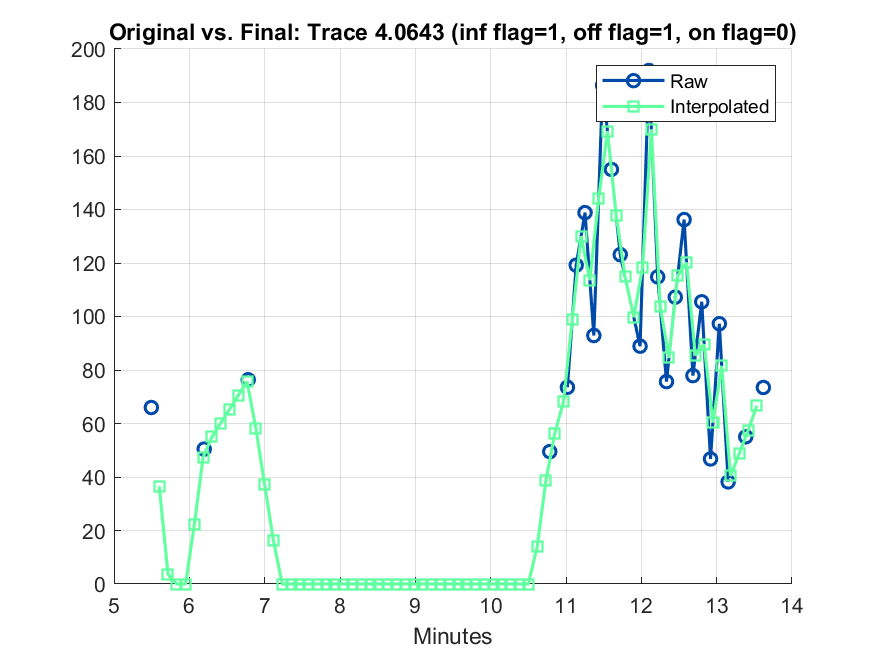 Original vs. Final: Trace 4.0643 (inf flag=1, off flag=1, on flag=0)
200
180
160
140
120
100
80
60
40
20
0
Raw
Interpolated
5 6 7 8 9 10 11 12 13 14
Minutes